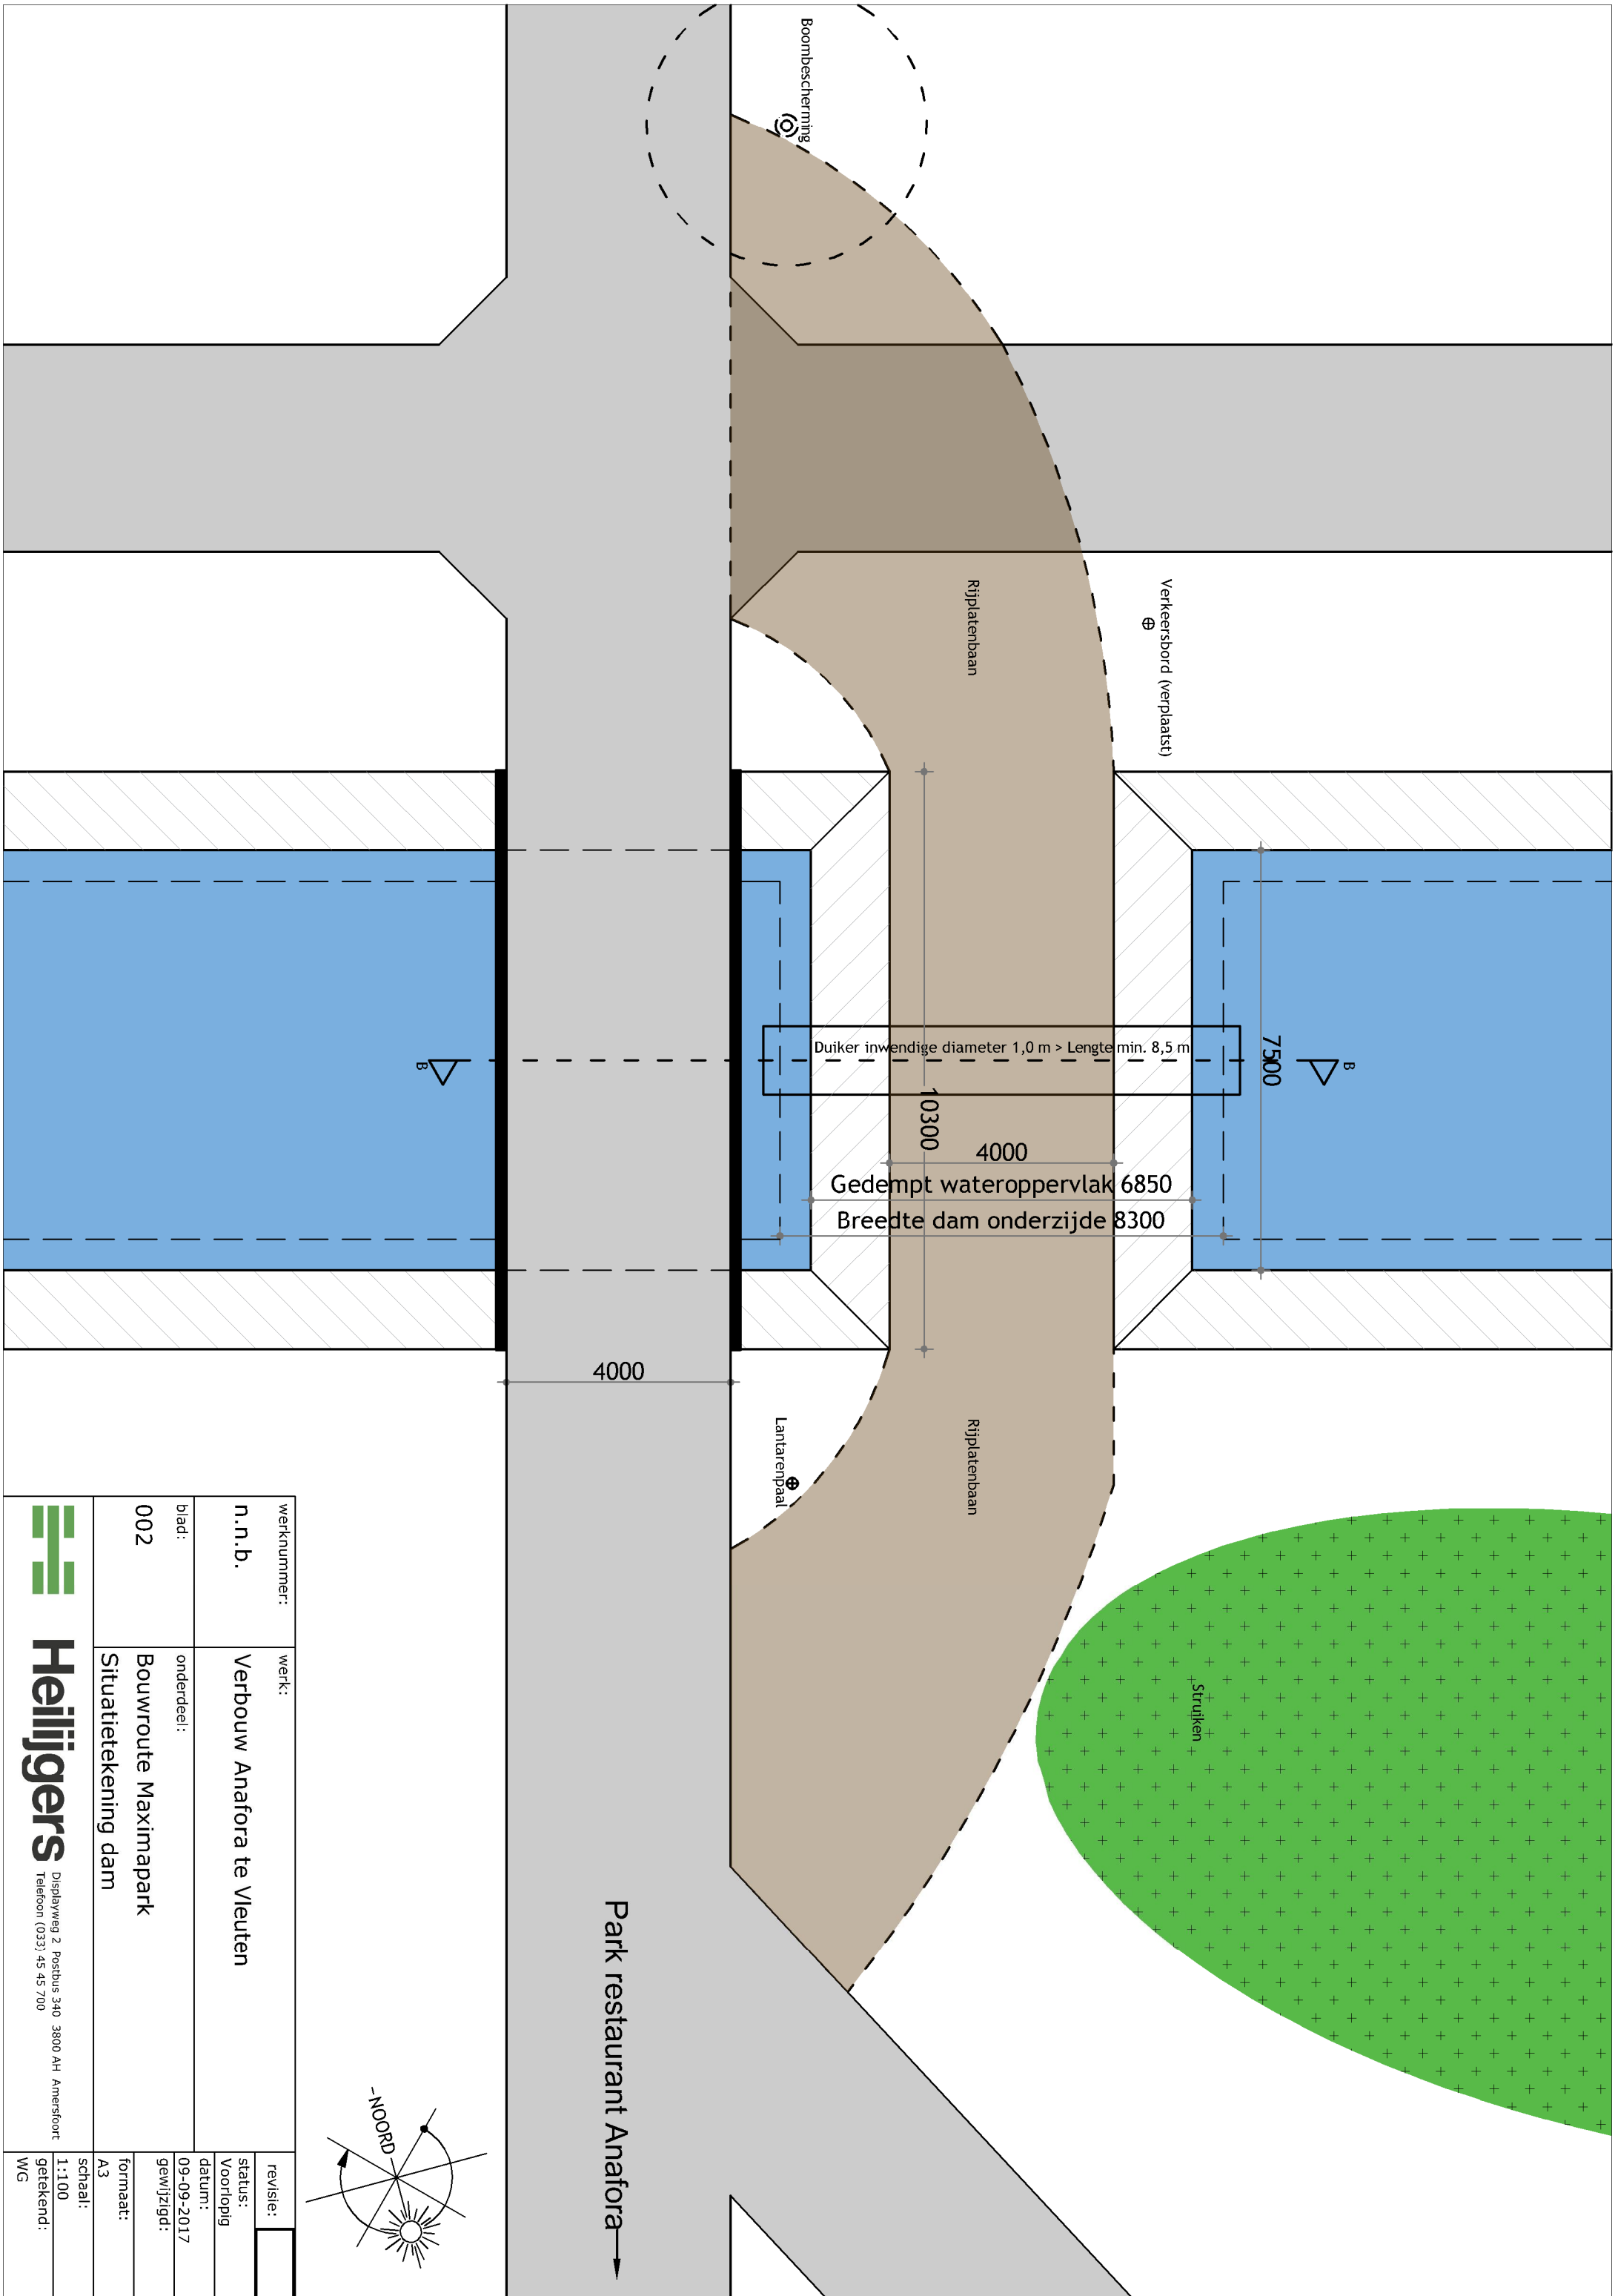 Boombescherming
Rijplatenbaan
Verkeersbord (verplaatst)
Duiker inwendige diameter 1,0 m > Lengte min. 8,5 m
B
B
7500
10300
4000
Gedempt wateroppervlak 6850
Breedte dam onderzijde 8300
4000
Lantarenpaal
Rijplatenbaan
Struiken
Park restaurant Anafora
-NOORD
werknummer:
n.n.b.
werk:
Verbouw Anafora te Vleuten
blad:
002
onderdeel:
Bouwroute Maximapark
Situatietekening dam
revisie:
status:
Voorlopig
datum:
09-09-2017
gewijzigd:
formaat:
A3
schaal:
1:100
getekend:
WG
Heilijgers
Displayweg 2 Postbus 340 3800 AH Amersfoort
Telefoon (033) 45 45 700